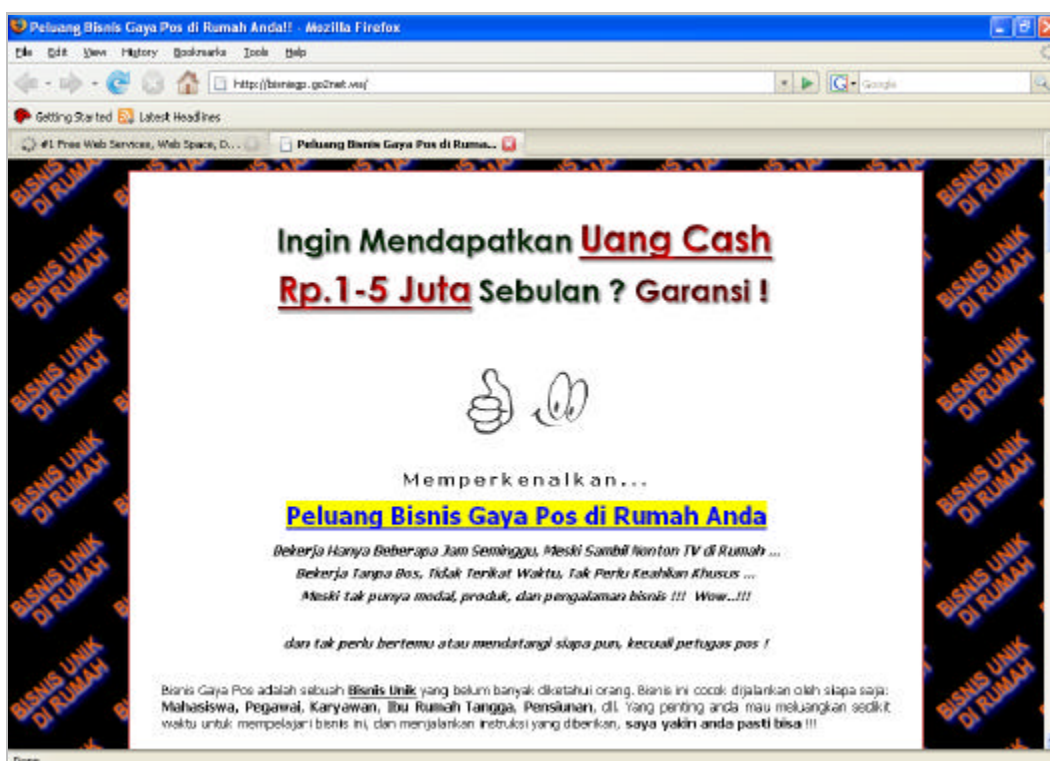 Peluang Bisnis Gaya Pos di Rumah Anda!! - Mozilla Firefox
File Edit View History Bookmarks Tools Help
Google
Getting Started Latest Headlines
#1 Free Web Services, Web Space, D... Peluang Bisnis Gaya Pos di Ruma...
BISNIS UNIK
DI RUMAH
Ingin Mendapatkan Uang Cash
Rp.1-5 Juta Sebulan ? Garansi !
Memperkenalkan...
Peluang Bisnis Gaya Pos di Rumah Anda
Bekerja Hanya Beberapa Jam Seminggu, Meski Sambil Nonton TV di Rumah ...
Bekerja Tanpa Bos, Tidak Terikat Waktu, Tak Perlu Keahlian Khusus ...
Meski tak punya modal, produk, dan pengalaman bisnis !!! Wow..!!!
dan tak perlu bertemu atau mendatangi siapa pun, kecuali petugas pos !
Bisnis Gaya Pos adalah sebuah Bisnis Unik yang belum banyak diketahui orang. Bisnis ini cocok dijalankan oleh siapa saja:
Mahasiswa, Pegawai, Karyawan, Ibu Rumah Tangga, Pensiunan, dll. Yang penting anda mau meluangkan sedikit
waktu untuk mempelajari bisnis ini, dan menjalankan instruksi yang diberikan, saya yakin anda pasti bisa !!!